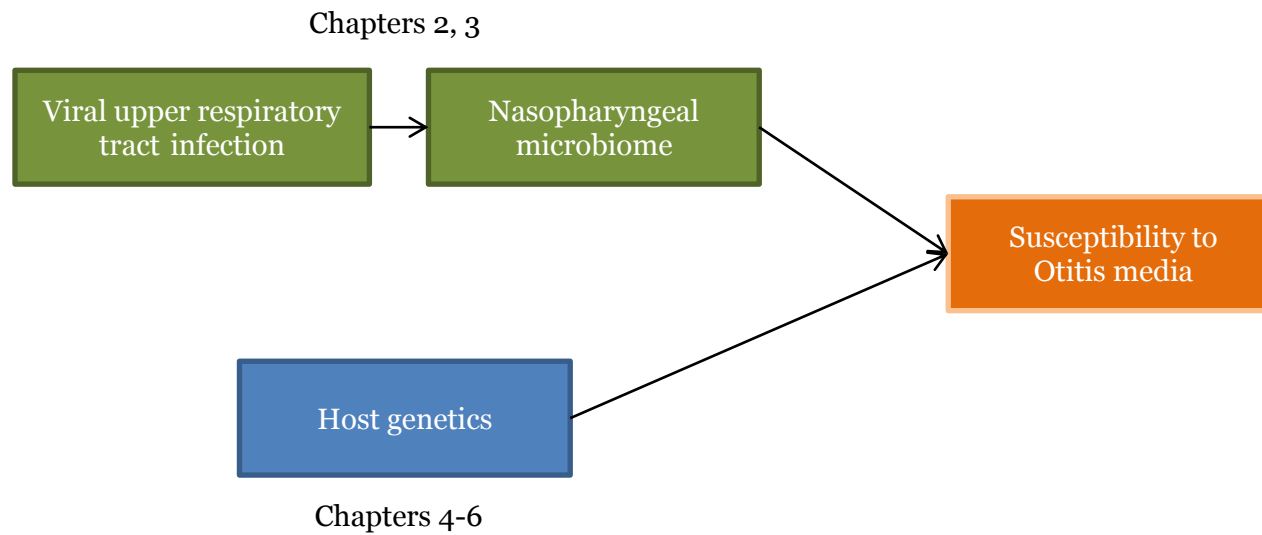 Chapters 2, 3
Viral upper respiratory
tract infection
Nasopharyngeal
microbiome
Susceptibility to
Otitis media
Host genetics
Chapters 4-6